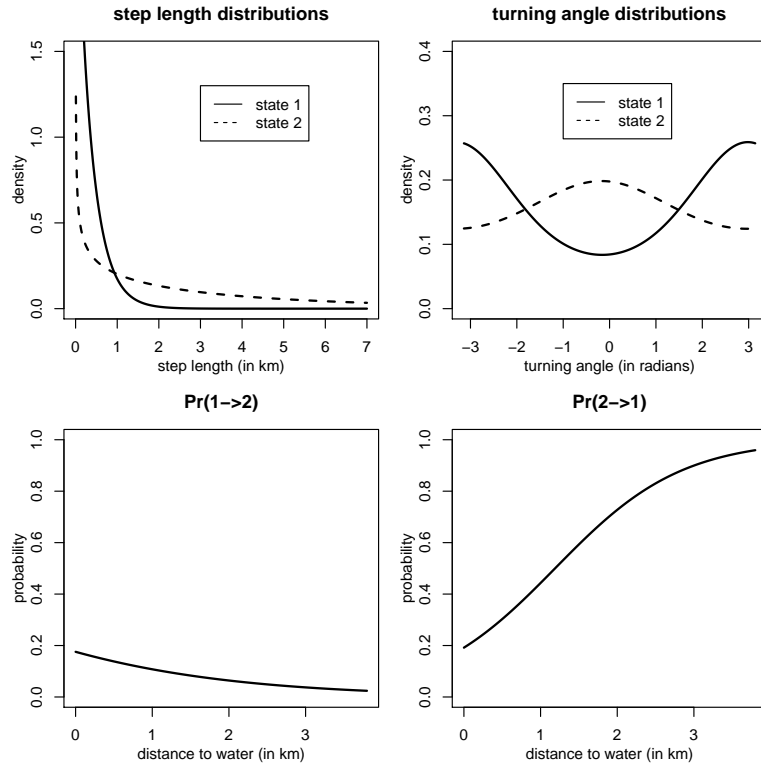 step length distributions
density
0.0 0.5 1.0 1.5
state 1
state 2
0 1 2 3 4 5 6 7
step length (in km)
turning angle distributions
density
0.0 0.1 0.2 0.3 0.4
state 1
state 2
−3 −2 −1 0 1 2 3
turning angle (in radians)
Pr(1−>2)
probability
0.0 0.2 0.4 0.6 0.8 1.0
0 1 2 3
distance to water (in km)
Pr(2−>1)
probability
0.0 0.2 0.4 0.6 0.8 1.0
0 1 2 3
distance to water (in km)